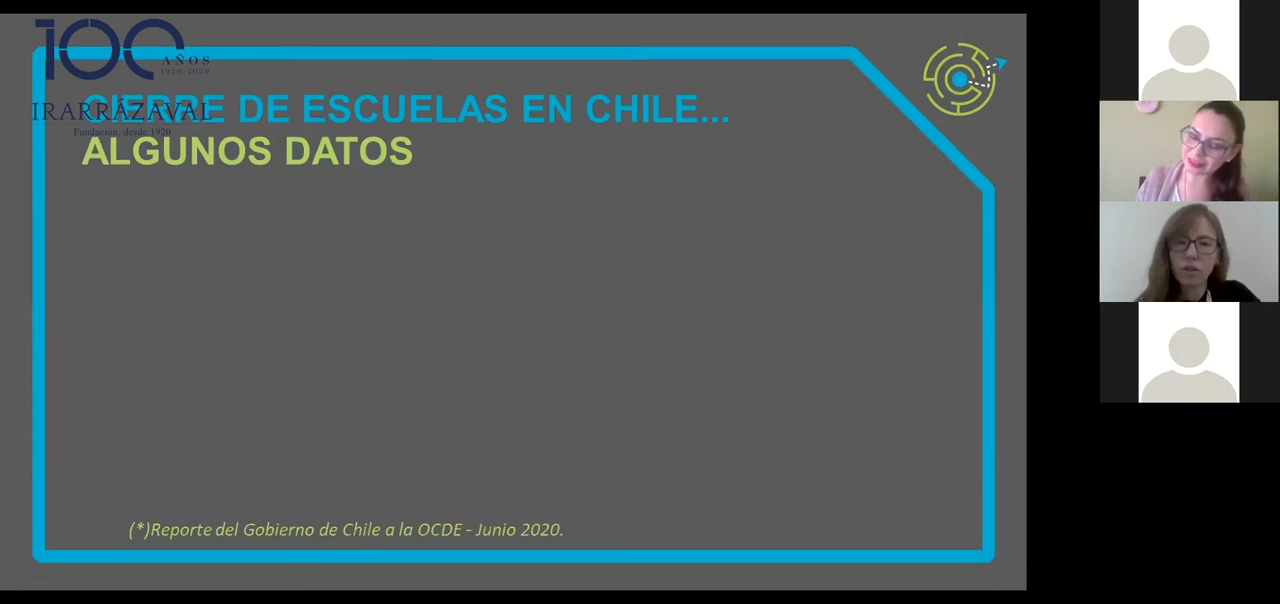 100
AÑOS
1920-2020
IRARRÁZAVAL
Fundación, desde 1920
CIERRE DE ESCUELAS EN CHILE...
ALGUNOS DATOS
(*)Reporte del Gobierno de Chile a la OCDE - Junio 2020.